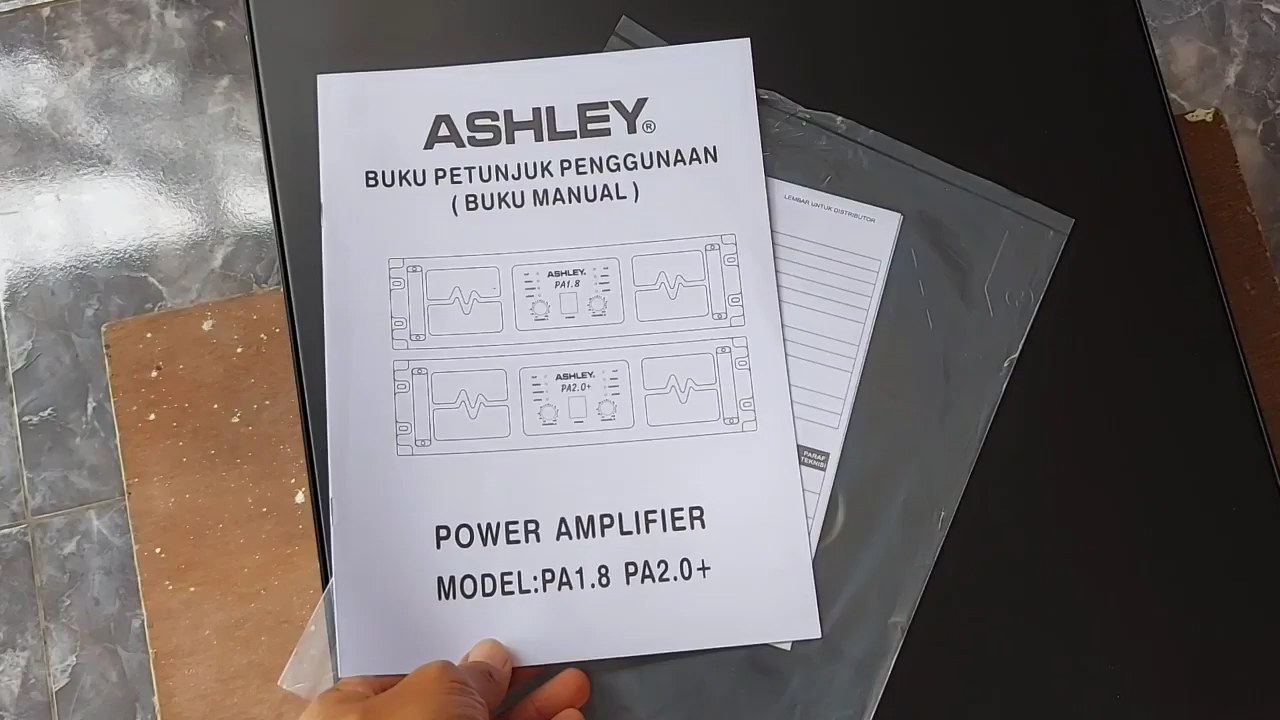 ASHLEY®
BUKU PETUNJUK PENGGUNAAN
( BUKU MANUAL )
ASHLEY
PA1.8
ASHLEY
PA2.0+
POWER AMPLIFIER
MODEL:PA1.8 PA2.0+
LEMBAR UNTUK DISTRIBUTOR
PARAF
TEKNISI